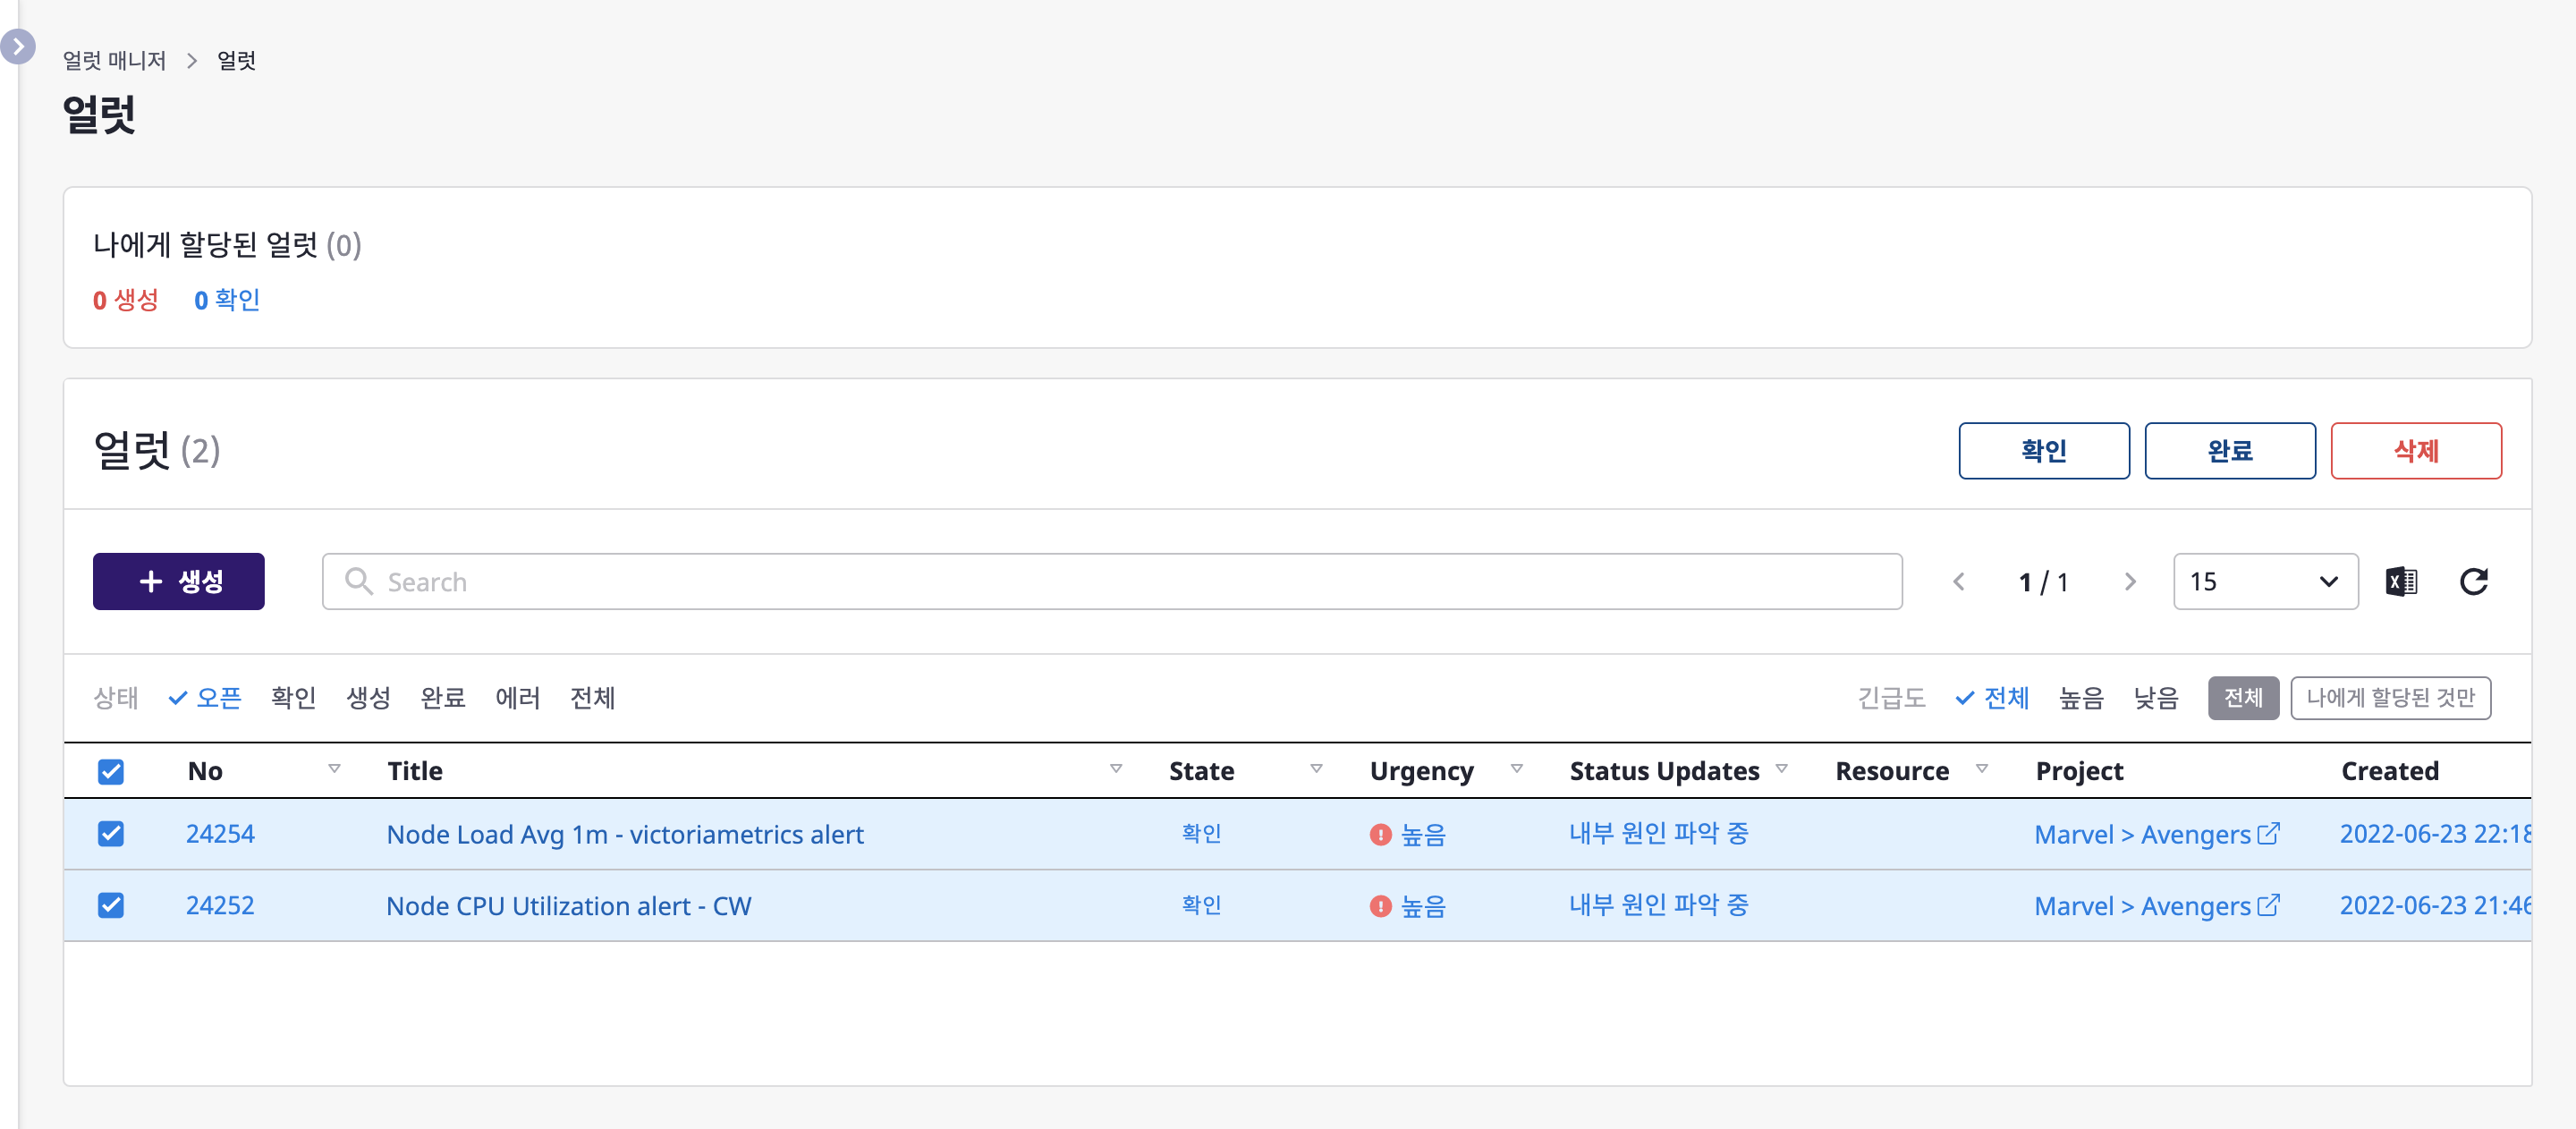 얼럿 매니저 > 얼럿
얼럿
나에게 할당된 얼럿 (0)
0 생성 0 확인
얼럿 (2) 확인 완료 삭제
+ 생성 Search 1 / 1 15
상태 오픈 확인 생성 완료 에러 전체 긴급도 전체 높음 낮음 전체 나에게 할당된 것만
No Title State Urgency Status Updates Resource Project Created
24254 Node Load Avg 1m - victoriametrics alert 확인 높음 내부 원인 파악 중 Marvel > Avengers 2022-06-23 22:18
24252 Node CPU Utilization alert - CW 확인 높음 내부 원인 파악 중 Marvel > Avengers 2022-06-23 21:46